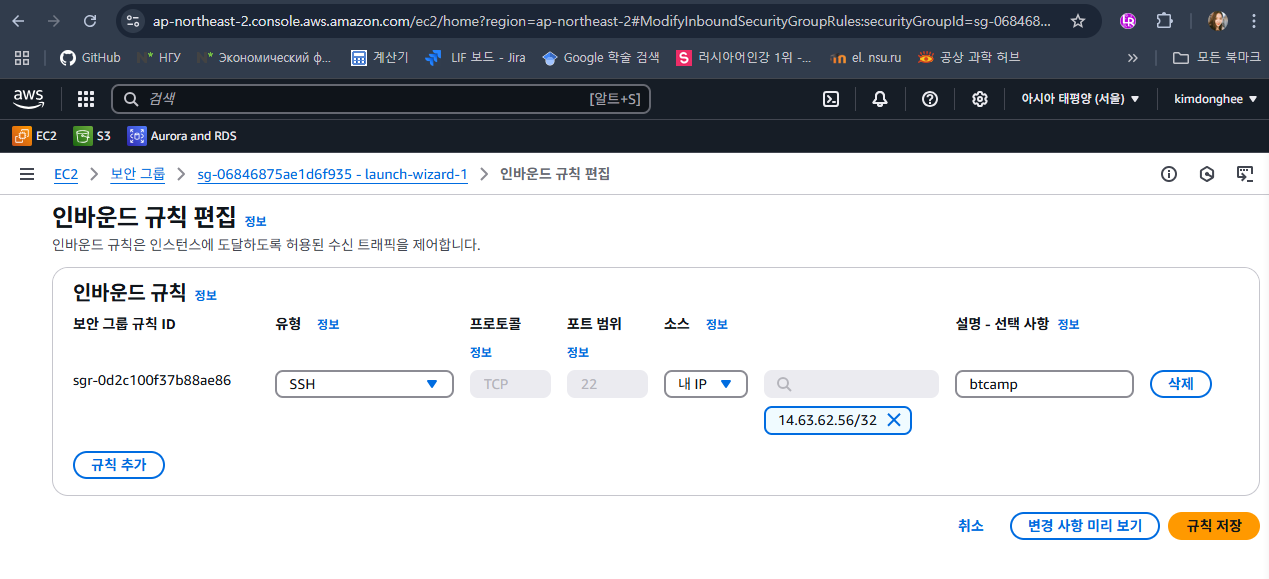 ap-northeast-2.console.aws.amazon.com/ec2/home?region=ap-northeast-2#ModifyInboundSecurityGroupRules:securityGroupId=sg-068468...
GitHub НГУ Экономический ф... 계산기 LIF 보드 - Jira Google 학술 검색 S 러시아어인강 1위 -... el. nsu.ru 공상 과학 허브 » 모든 북마크
aws 검색 [알트+S] 아시아 태평양 (서울) kimdonghee
EC2 S3 Aurora and RDS
EC2 > 보안 그룹 > sg-06846875ae1d6f935 - launch-wizard-1 > 인바운드 규칙 편집
인바운드 규칙 편집 정보
인바운드 규칙은 인스턴스에 도달하도록 허용된 수신 트래픽을 제어합니다.
인바운드 규칙 정보
보안 그룹 규칙 ID 유형 정보 프로토콜 포트 범위 소스 정보 설명 - 선택 사항 정보
정보 정보
sgr-0d2c100f37b88ae86 SSH TCP 22 내 IP btcamp 삭제
14.63.62.56/32
규칙 추가
취소 변경 사항 미리 보기 규칙 저장